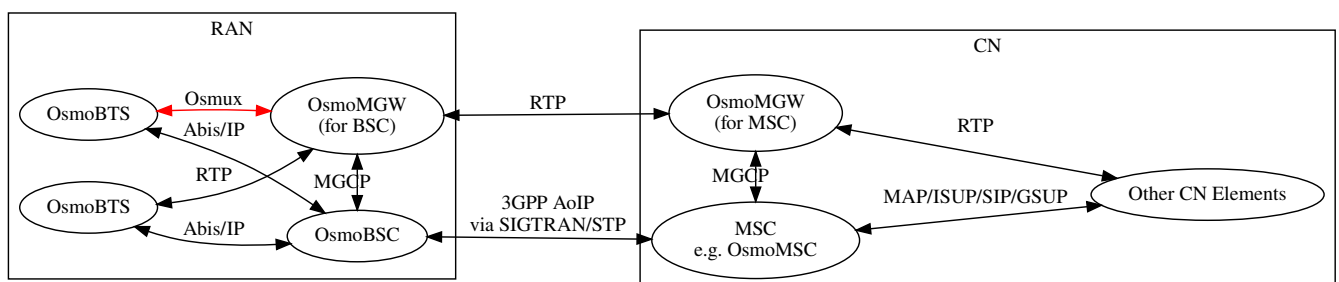 RAN
CN
OsmoBTS
Osmux
OsmoMGW
(for BSC)
RTP
OsmoMGW
(for MSC)
Abis/IP
RTP
RTP
MGCP
MGCP
OsmoBTS
Other CN Elements
Abis/IP
OsmoBSC
3GPP AoIP
via SIGTRAN/STP
MSC
e.g. OsmoMSC
MAP/ISUP/SIP/GSUP